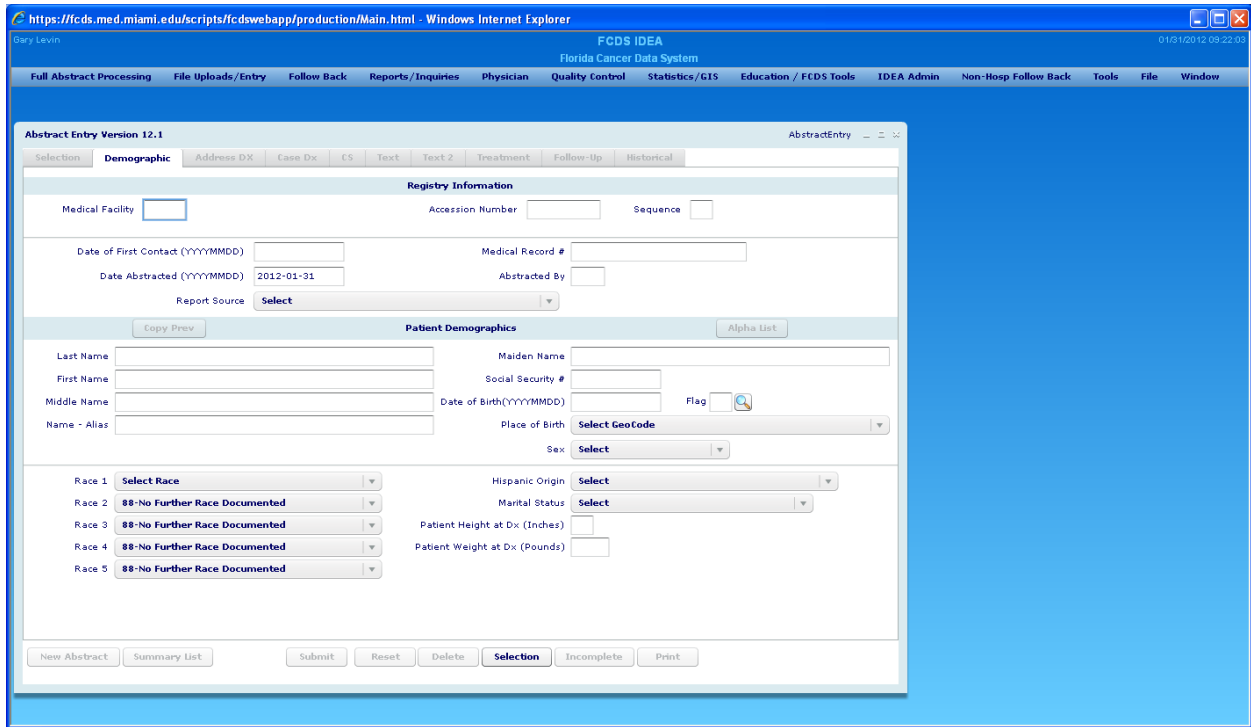 https://fcds.med.miami.edu/scripts/fcdswebapp/production/Main.html - Windows Internet Explorer
Gary Levin FCDS IDEA 01/31/2012 09:22:03
Florida Cancer Data System
Full Abstract Processing File Uploads/Entry Follow Back Reports/Inquiries Physician Quality Control Statistics/GIS Education / FCDS Tools IDEA Admin Non-Hosp Follow Back Tools File Window
Abstract Entry Version 12.1 AbstractEntry
Selection Demographic Address DX Case Dx CS Text Text 2 Treatment Follow-Up Historical
Registry Information
Medical Facility Accession Number Sequence
Date of First Contact (YYYYMMDD) Medical Record #
Date Abstracted (YYYYMMDD) 2012-01-31 Abstracted By
Report Source Select
Copy Prev Patient Demographics Alpha List
Last Name Maiden Name
First Name Social Security #
Middle Name Date of Birth(YYYYMMDD) Flag
Name - Alias Place of Birth Select GeoCode
Sex Select
Race 1 Select Race Hispanic Origin Select
Race 2 88-No Further Race Documented Marital Status Select
Race 3 88-No Further Race Documented Patient Height at Dx (Inches)
Race 4 88-No Further Race Documented Patient Weight at Dx (Pounds)
Race 5 88-No Further Race Documented
New Abstract Summary List Submit Reset Delete Selection Incomplete Print